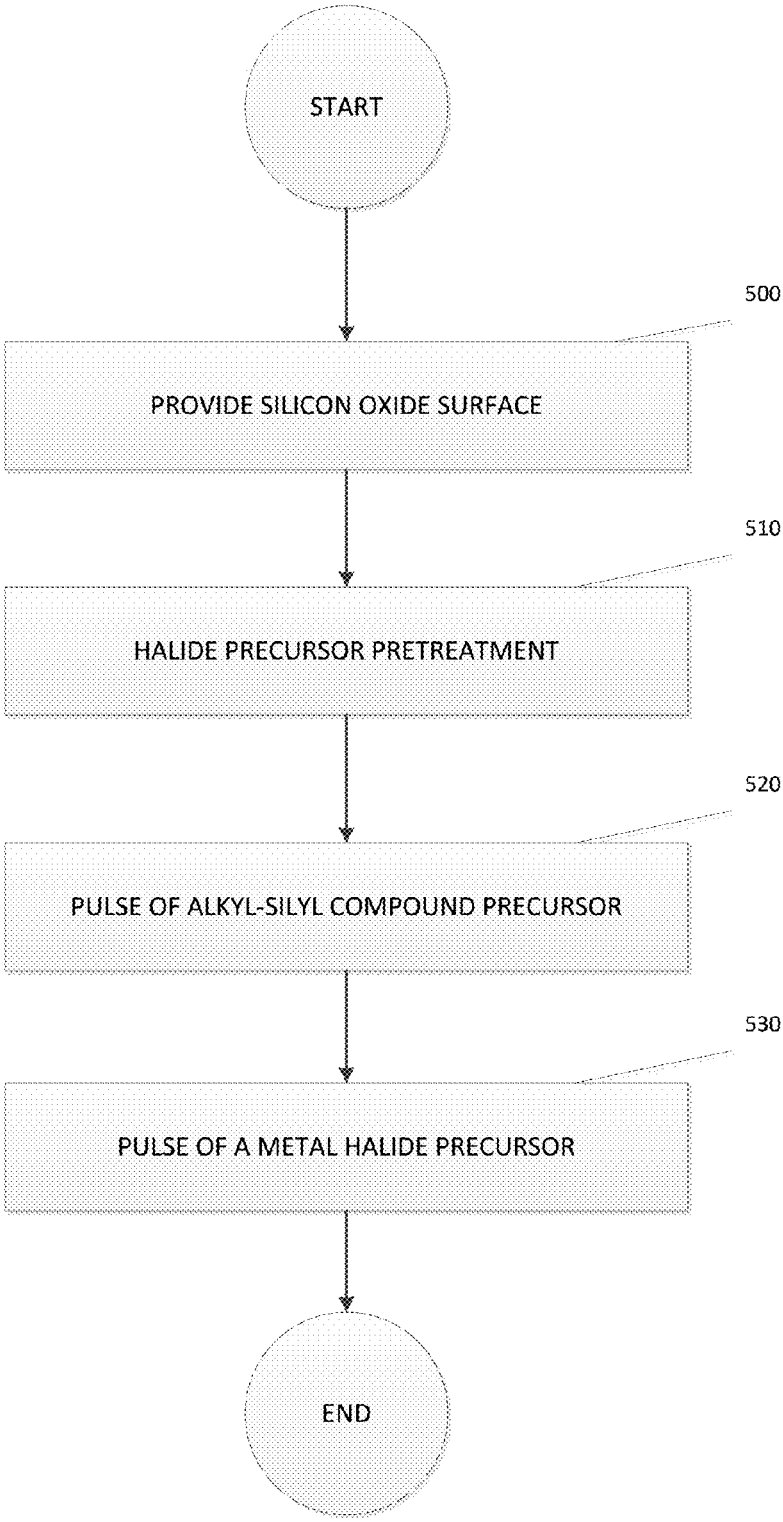 START
500
PROVIDE SILICON OXIDE SURFACE
510
HALIDE PRECURSOR PRETREATMENT
520
PULSE OF ALKYL-SILYL COMPOUND PRECURSOR
530
PULSE OF A METAL HALIDE PRECURSOR
END